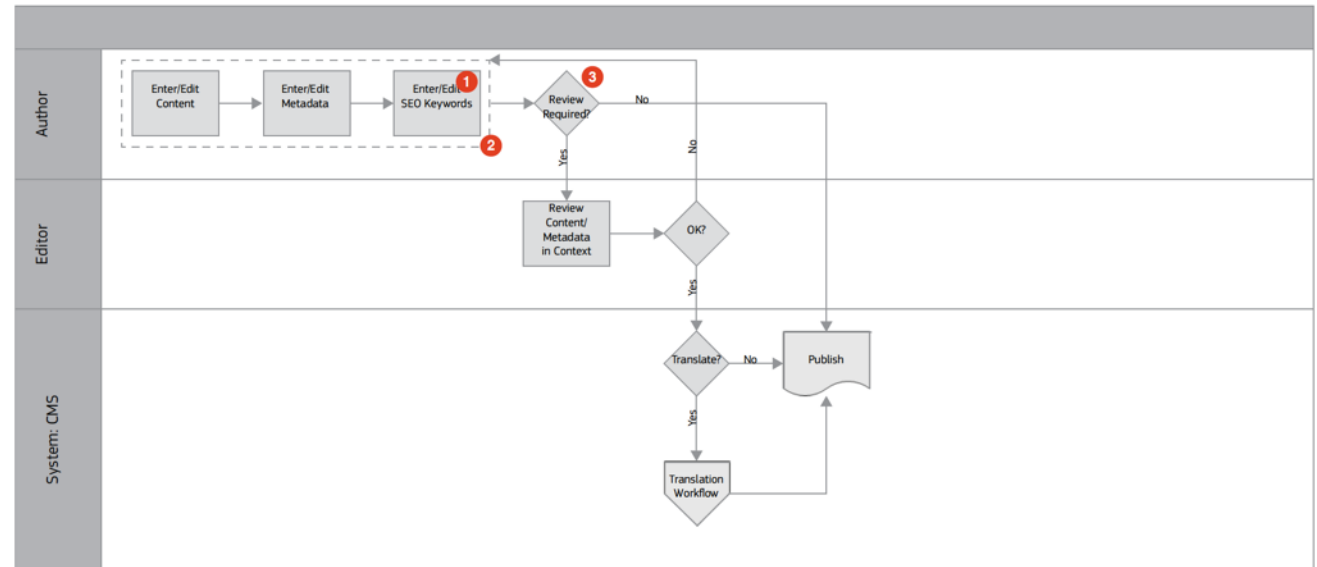 Author
Enter/Edit
Content
Enter/Edit
Metadata
Enter/Edit
SEO Keywords
1
2
3
Review
Required?
No
Yes
No
Editor
Review
Content/
Metadata
in Context
OK?
Yes
System: CMS
Translate?
No
Publish
Yes
Translation
Workflow